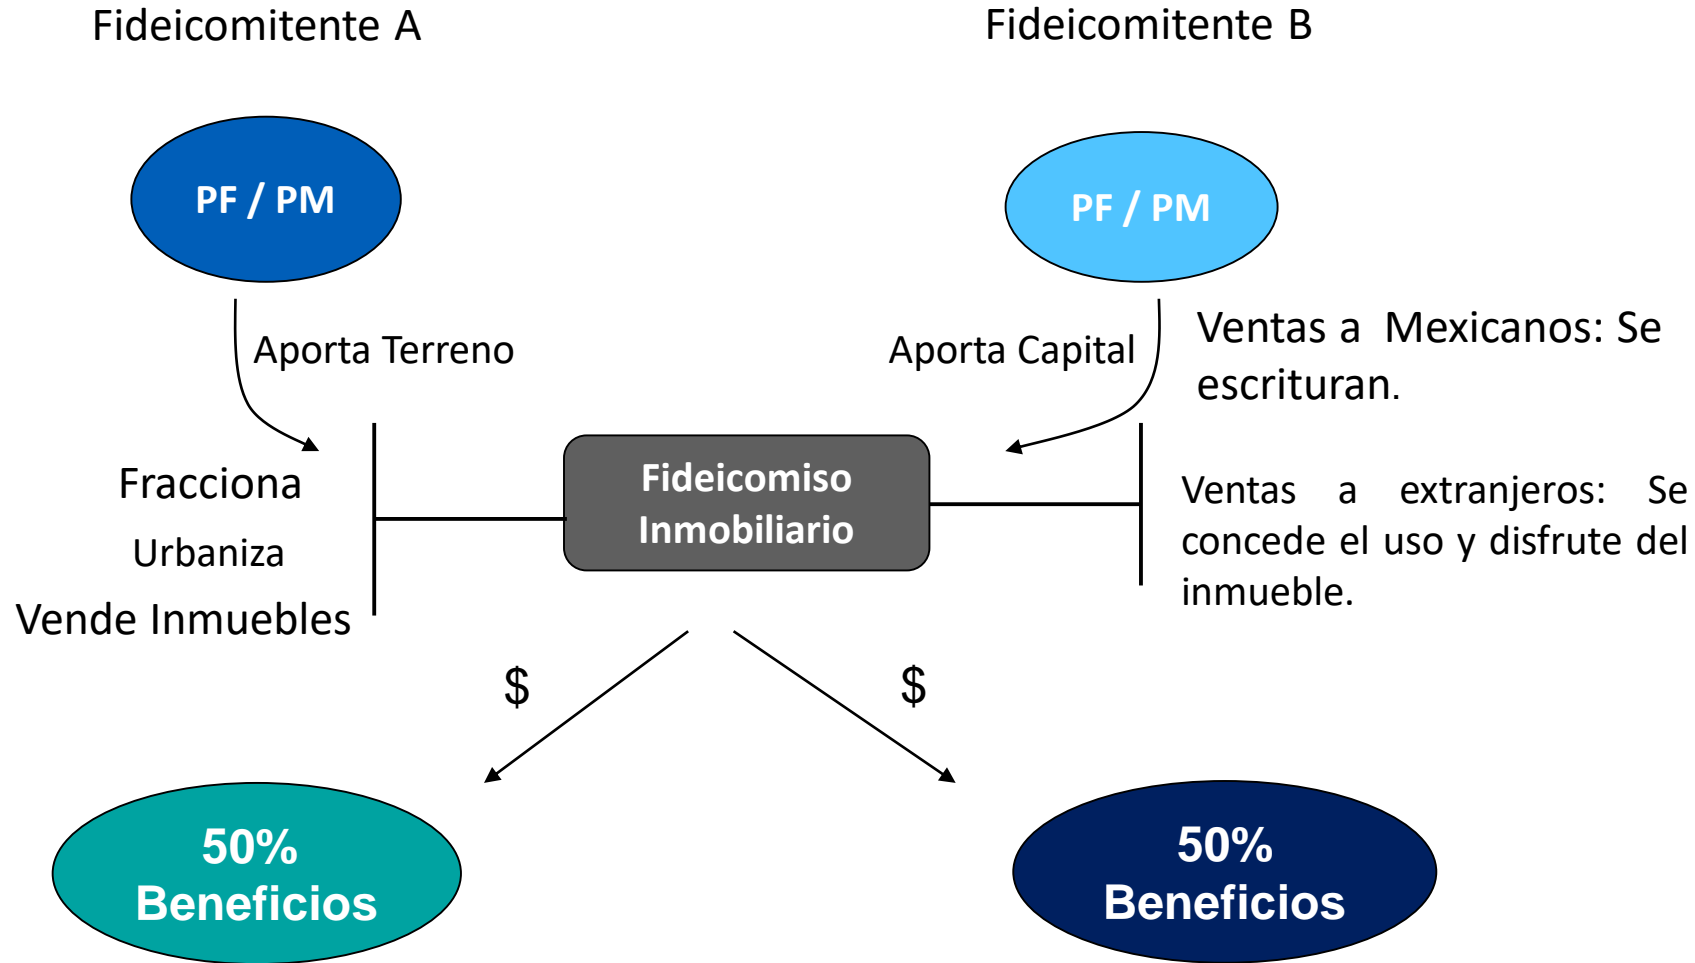 Fideicomitente A
Fideicomitente B
PF / PM
PF / PM
Aporta Terreno
Aporta Capital
Ventas a Mexicanos: Se
escrituran.
Fracciona
Urbaniza
Vende Inmuebles
Fideicomiso
Inmobiliario
Ventas a extranjeros: Se
concede el uso y disfrute del
inmueble.
$
$
50%
Beneficios
50%
Beneficios